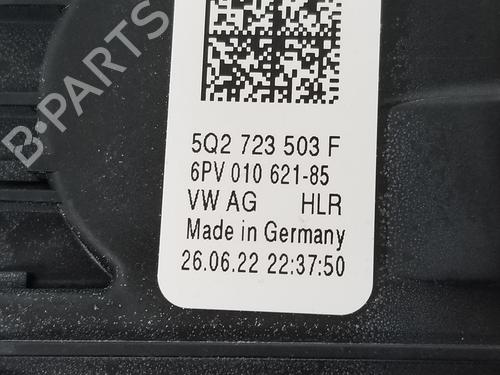 B-PARTS
5Q2 723 503 F
6PV 010 621-85
VW AG HLR
Made in Germany
26.06.22 22:37:50